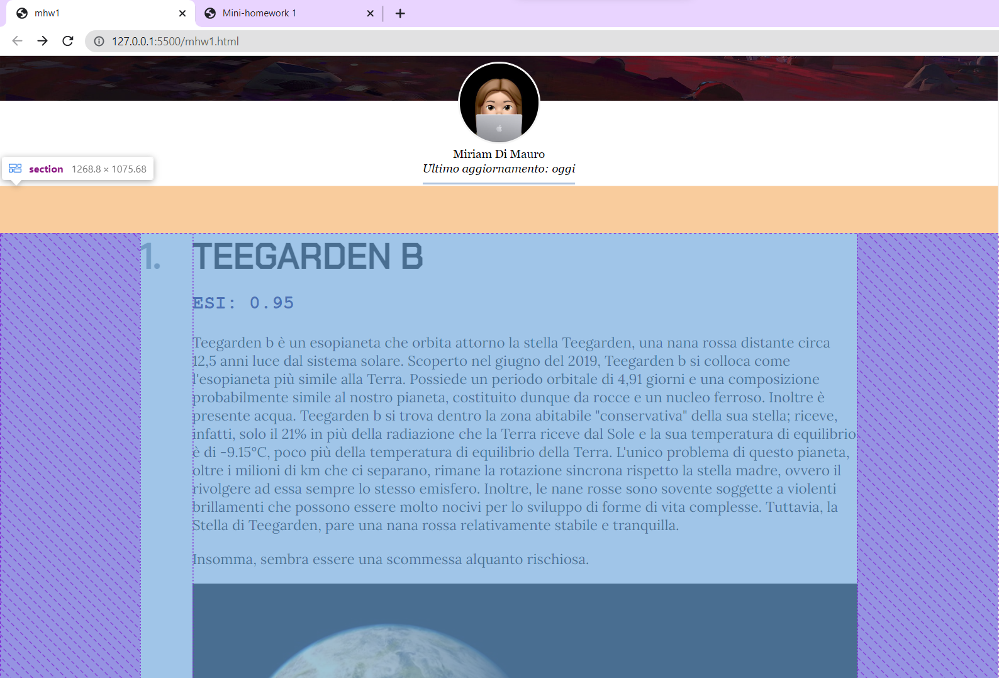 mhw1
Mini-homework 1
127.0.0.1:5500/mhw1.html
Miriam Di Mauro
Ultimo aggiornamento: oggi
section 1268.8 × 1075.68
1. TEEGARDEN B
ESI: 0.95
Teegarden b è un esopianeta che orbita attorno la stella Teegarden, una nana rossa distante circa
12,5 anni luce dal sistema solare. Scoperto nel giugno del 2019, Teegarden b si colloca come
l'esopianeta più simile alla Terra. Possiede un periodo orbitale di 4,91 giorni e una composizione
probabilmente simile al nostro pianeta, costituito dunque da rocce e un nucleo ferroso. Inoltre è
presente acqua. Teegarden b si trova dentro la zona abitabile "conservativa" della sua stella; riceve,
infatti, solo il 21% in più della radiazione che la Terra riceve dal Sole e la sua temperatura di equilibrio
è di -9.15°C, poco più della temperatura di equilibrio della Terra. L'unico problema di questo pianeta,
oltre i milioni di km che ci separano, rimane la rotazione sincrona rispetto la stella madre, ovvero il
rivolgere ad essa sempre lo stesso emisfero. Inoltre, le nane rosse sono sovente soggette a violenti
brillamenti che possono essere molto nocivi per lo sviluppo di forme di vita complesse. Tuttavia, la
Stella di Teegarden, pare una nana rossa relativamente stabile e tranquilla.
Insomma, sembra essere una scommessa alquanto rischiosa.